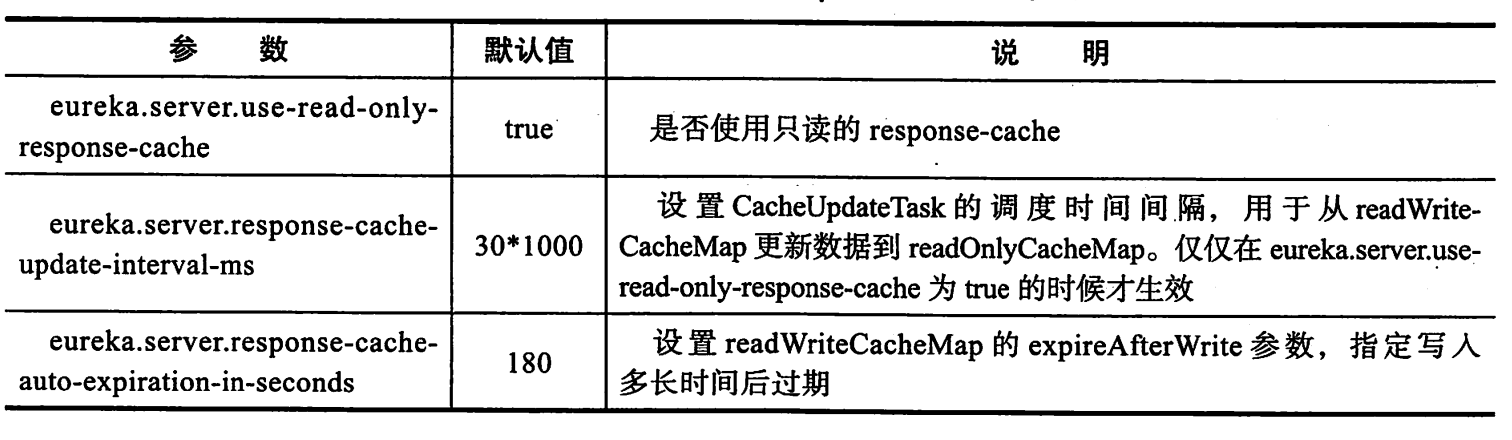 参 数 默认值 说 明
eureka.server.use-read-only-
response-cache
true
是否使用只读的 response-cache
eureka.server.response-cache-
update-interval-ms
30*1000
设置 CacheUpdateTask 的调度时间间隔，用于从 readWrite-
CacheMap 更新数据到 readOnlyCacheMap。仅仅在 eureka.server.use-
read-only-response-cache 为 true 的时候才生效
eureka.server.response-cache-
auto-expiration-in-seconds
180
设置 readWriteCacheMap 的 expireAfterWrite 参数，指定写入
多长时间后过期